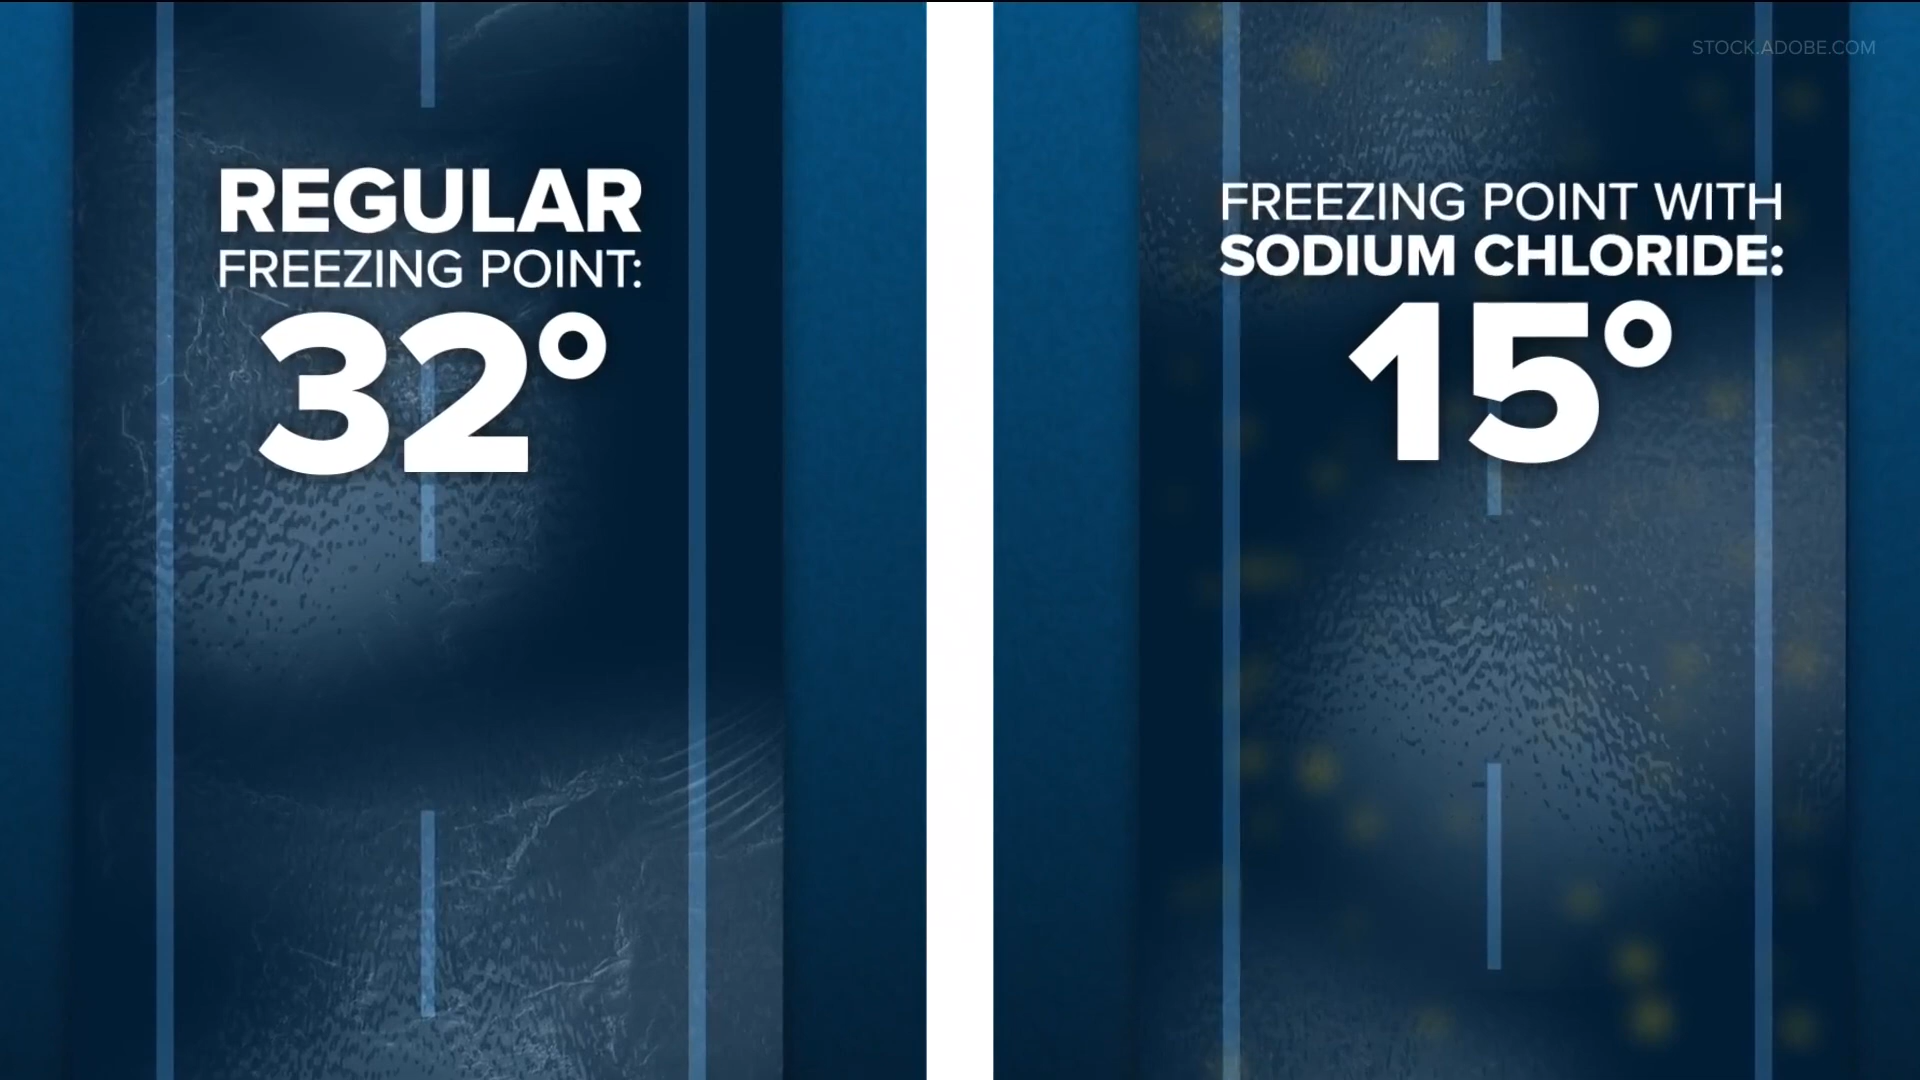 REGULAR
FREEZING POINT:
32°
STOCK.ADOBE.COM
FREEZING POINT WITH
SODIUM CHLORIDE:
15°